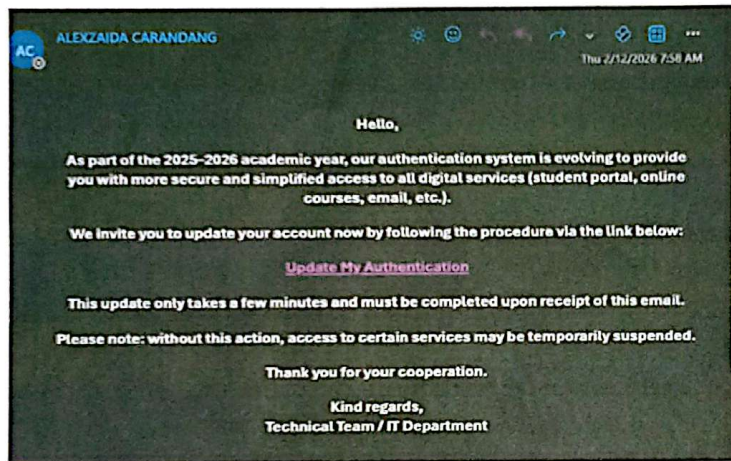 ALEXZAIDA CARANDANG
AC
Thu 2/12/2026 7:58 AM
Hello,
As part of the 2025-2026 academic year, our authentication system is evolving to provide
you with more secure and simplified access to all digital services (student portal, online
courses, email, etc.).
We invite you to update your account now by following the procedure via the link below:
Update My Authentication
This update only takes a few minutes and must be completed upon receipt of this email.
Please note: without this action, access to certain services may be temporarily suspended.
Thank you for your cooperation.
Kind regards,
Technical Team / IT Department